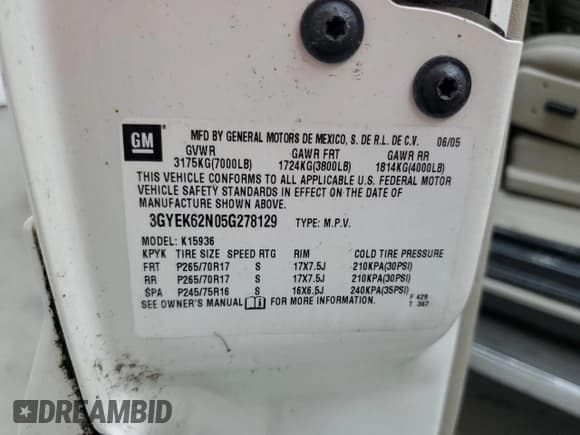 GM
MFD BY GENERAL MOTORS DE MEXICO, S. DE R.L. DE C.V. 06/05
GVWR GAWR FRT GAWR RR
3175KG(7000LB) 1724KG(3800LB) 1814KG(4000LB)
THIS VEHICLE CONFORMS TO ALL APPLICABLE U.S. FEDERAL MOTOR
VEHICLE SAFETY STANDARDS IN EFFECT ON THE DATE OF
MANUFACTURE SHOWN ABOVE.
3GYEK62N05G278129 TYPE: M.P.V.
MODEL: K15936
KPYK TIRE SIZE SPEED RTG RIM COLD TIRE PRESSURE
FRT P265/70R17 S 17X7.5J 210KPA(30PSI)
RR P265/70R17 S 17X7.5J 210KPA(30PSI)
SPA P245/75R16 S 16X6.5J 240KPA(35PSI)
SEE OWNER'S MANUAL FOR MORE INFORMATION.
F 429
T 367
DREAMBID